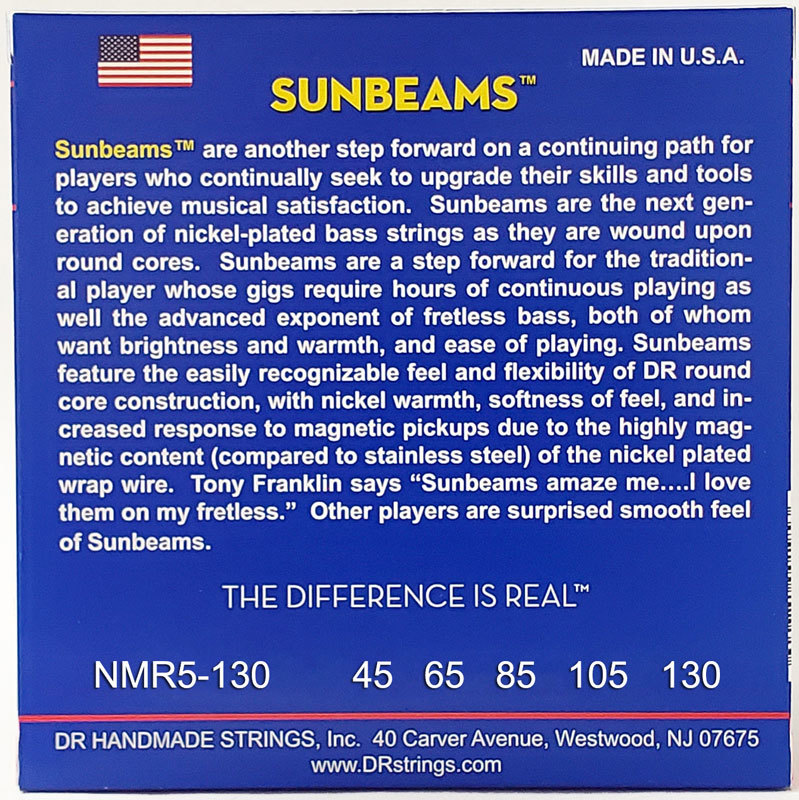 MADE IN U.S.A.
SUNBEAMS™
Sunbeams™ are another step forward on a continuing path for
players who continually seek to upgrade their skills and tools
to achieve musical satisfaction. Sunbeams are the next gen-
eration of nickel-plated bass strings as they are wound upon
round cores. Sunbeams are a step forward for the tradition-
al player whose gigs require hours of continuous playing as
well the advanced exponent of fretless bass, both of whom
want brightness and warmth, and ease of playing. Sunbeams
feature the easily recognizable feel and flexibility of DR round
core construction, with nickel warmth, softness of feel, and in-
creased response to magnetic pickups due to the highly mag-
netic content (compared to stainless steel) of the nickel plated
wrap wire. Tony Franklin says “Sunbeams amaze me....I love
them on my fretless.” Other players are surprised smooth feel
of Sunbeams.
THE DIFFERENCE IS REAL™
NMR5-130 45 65 85 105 130
DR HANDMADE STRINGS, Inc. 40 Carver Avenue, Westwood, NJ 07675
www.DRstrings.com